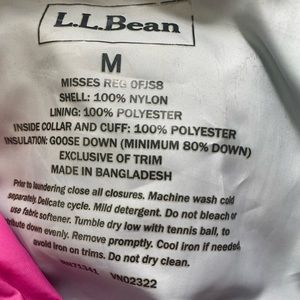 L.L.Bean
M
MISSES REG 0FJS8
SHELL: 100% NYLON
LINING: 100% POLYESTER
INSIDE COLLAR AND CUFF: 100% POLYESTER
INSULATION: GOOSE DOWN (MINIMUM 80% DOWN)
EXCLUSIVE OF TRIM
MADE IN BANGLADESH
Prior to laundering close all closures. Machine wash cold
separately. Delicate cycle. Mild detergent. Do not bleach or
use fabric softener. Tumble dry low with tennis ball, to
down evenly. Remove promptly. Cool iron if needed,
avoid iron on trims. Do not dry clean.
VN02322